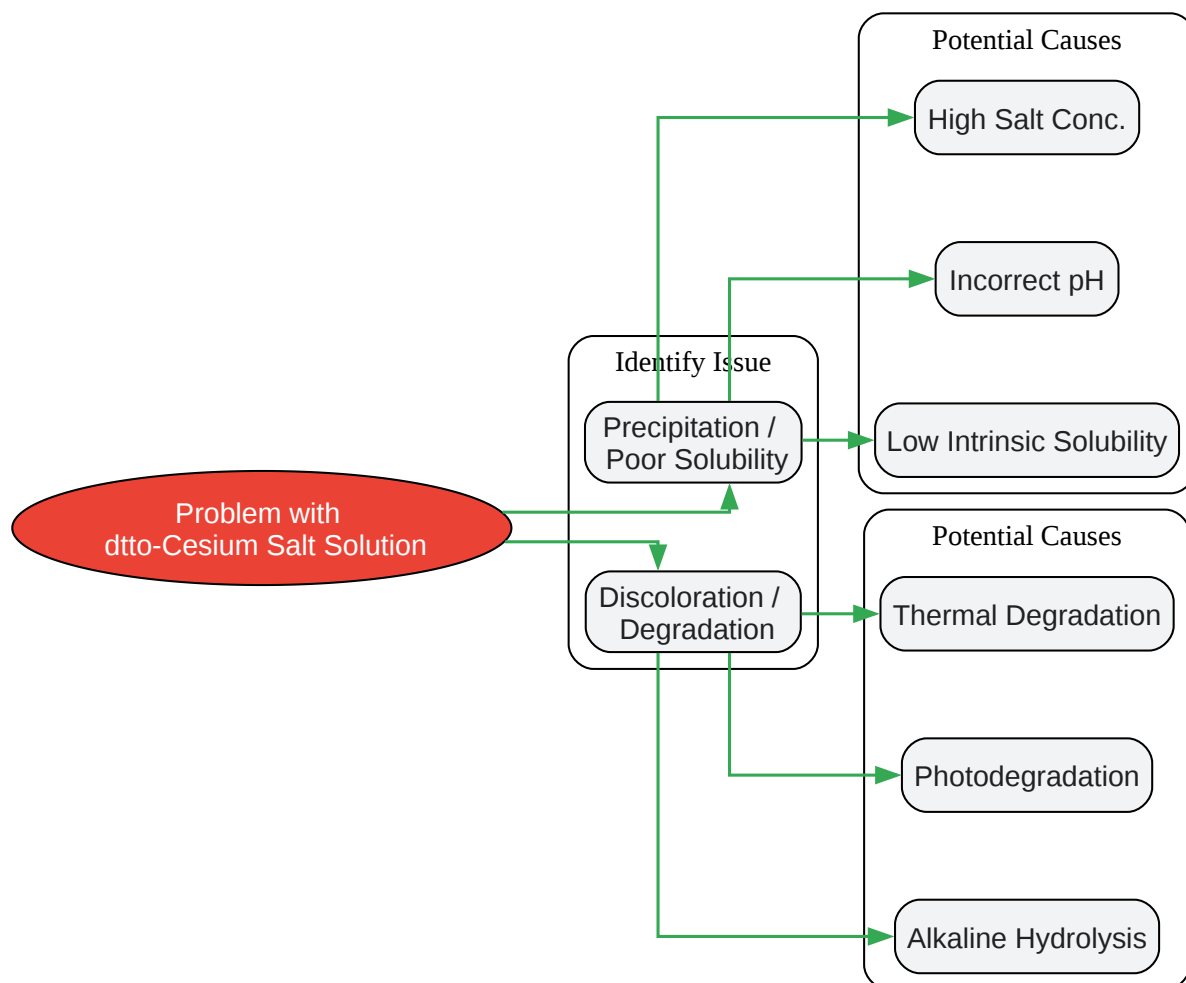 Potential Causes
High Salt Conc.
Incorrect pH
Low Intrinsic Solubility
Identify Issue
Precipitation /
Poor Solubility
Problem with
dtto-Cesium Salt Solution
Discoloration /
Degradation
Potential Causes
Thermal Degradation
Photodegradation
Alkaline Hydrolysis